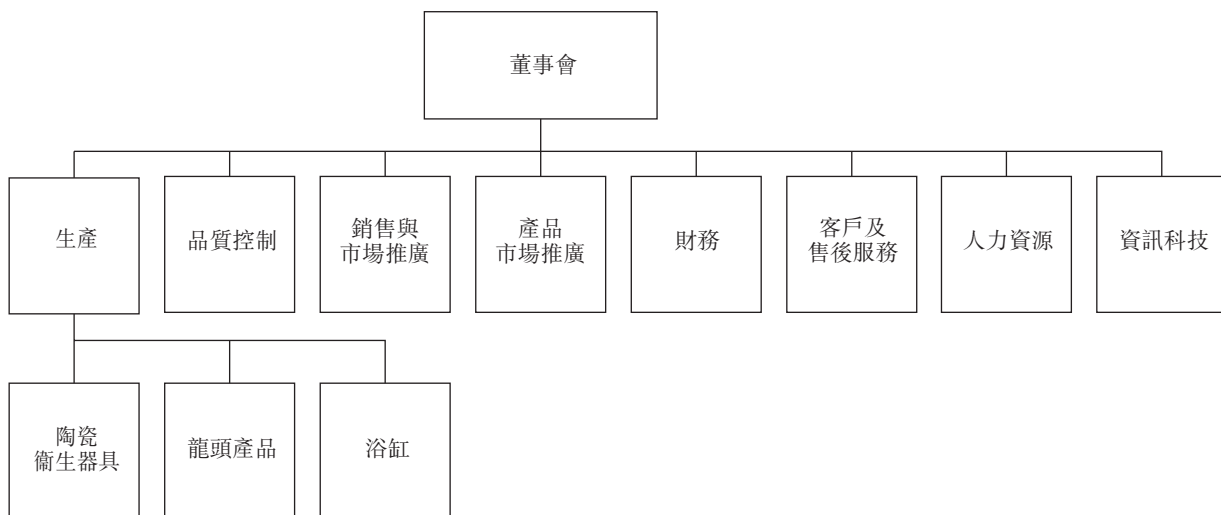 董事會
生產
品質控制
銷售與
市場推廣
產品
市場推廣
財務
客戶及
售後服務
人力資源
資訊科技
陶瓷
衞生器具
龍頭產品
浴缸